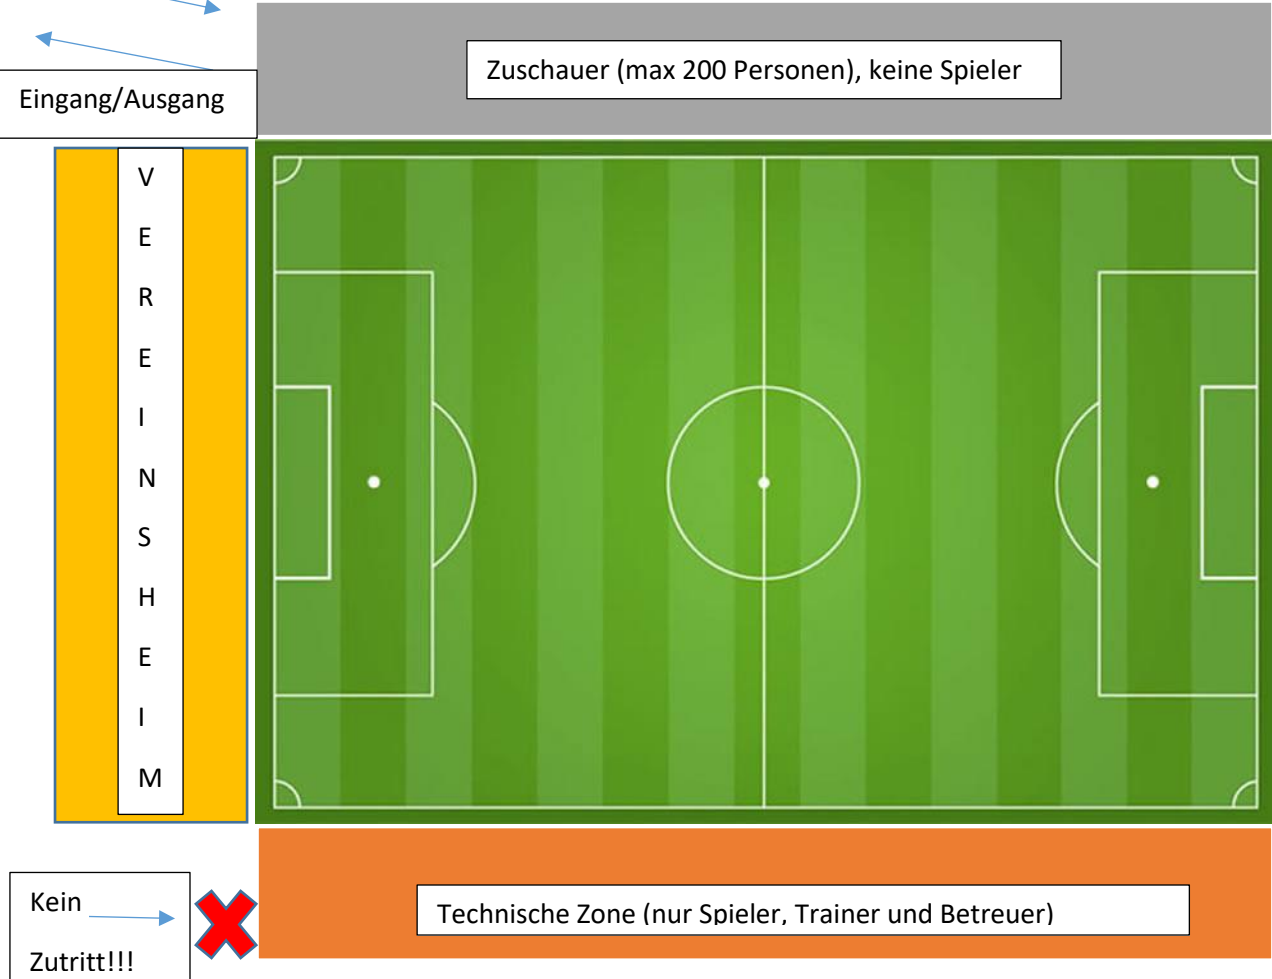 Zuschauer (max 200 Personen), keine Spieler
Eingang/Ausgang
V
E
R
E
I
N
S
H
E
I
M
Kein
Zutritt!!!
Technische Zone (nur Spieler, Trainer und Betreuer)